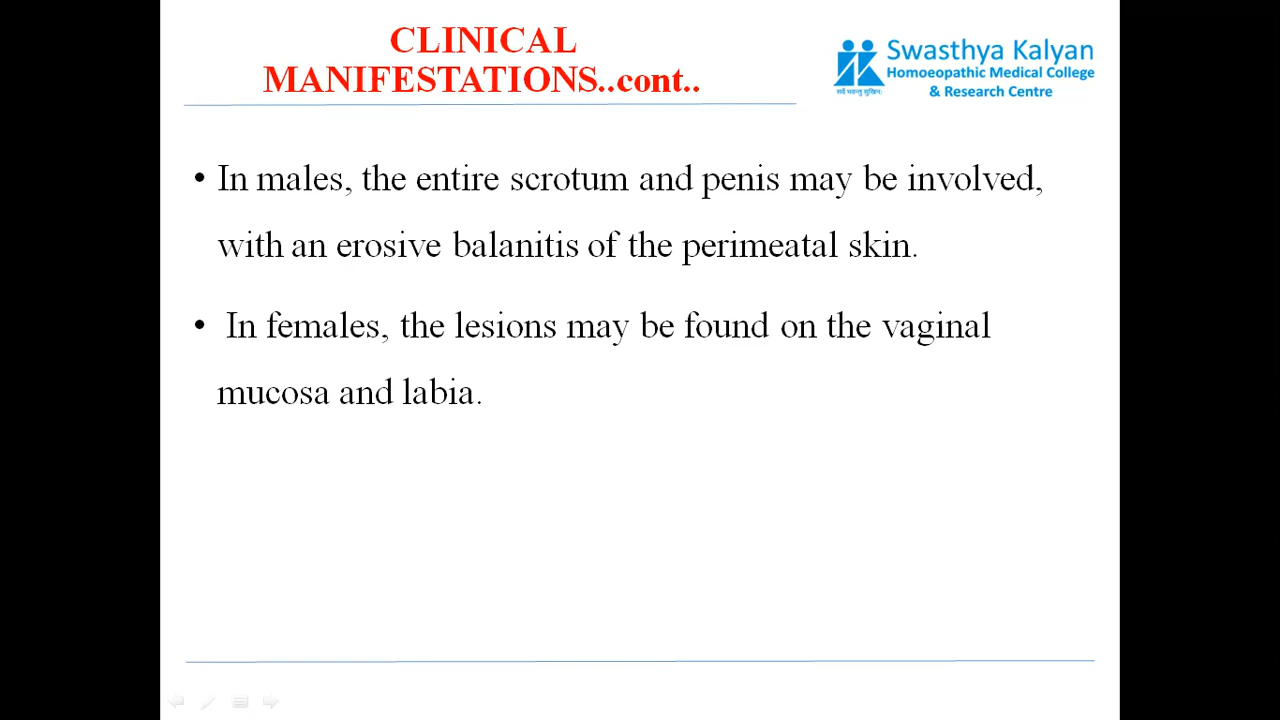 CLINICAL
MANIFESTATIONS..cont..
Swasthya Kalyan
Homoeopathic Medical College
& Research Centre
सर्वे भवन्तु सुखिनः
• In males, the entire scrotum and penis may be involved,
with an erosive balanitis of the perimeatal skin.
• In females, the lesions may be found on the vaginal
mucosa and labia.